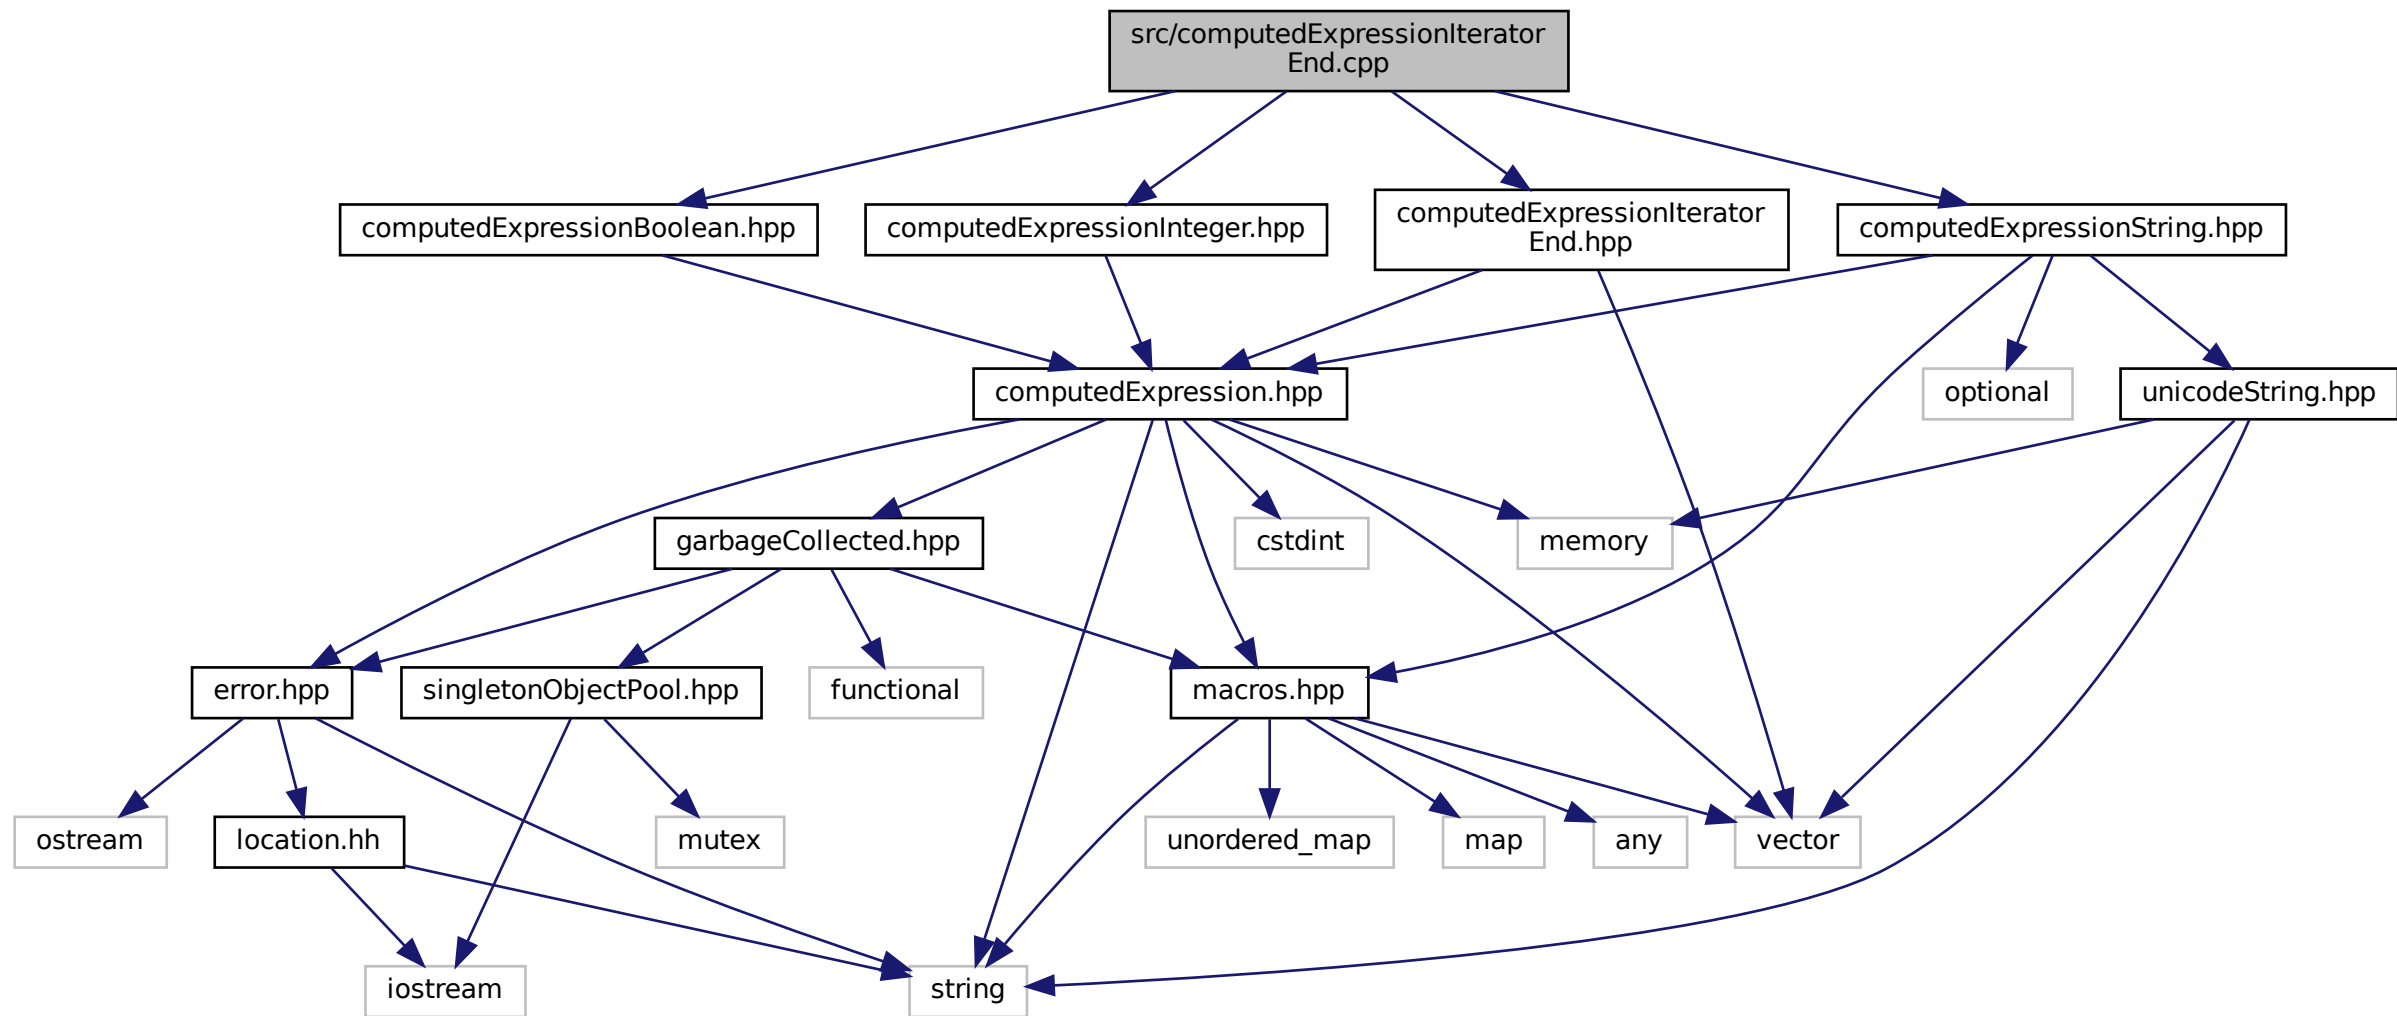 src/computedExpressionIterator
End.cpp
computedExpressionBoolean.hpp
computedExpressionInteger.hpp
computedExpressionIterator
End.hpp
computedExpressionString.hpp
computedExpression.hpp
optional
unicodeString.hpp
garbageCollected.hpp
cstdint
memory
error.hpp
singletonObjectPool.hpp
functional
macros.hpp
ostream
location.hh
mutex
unordered_map
map
any
vector
iostream
string